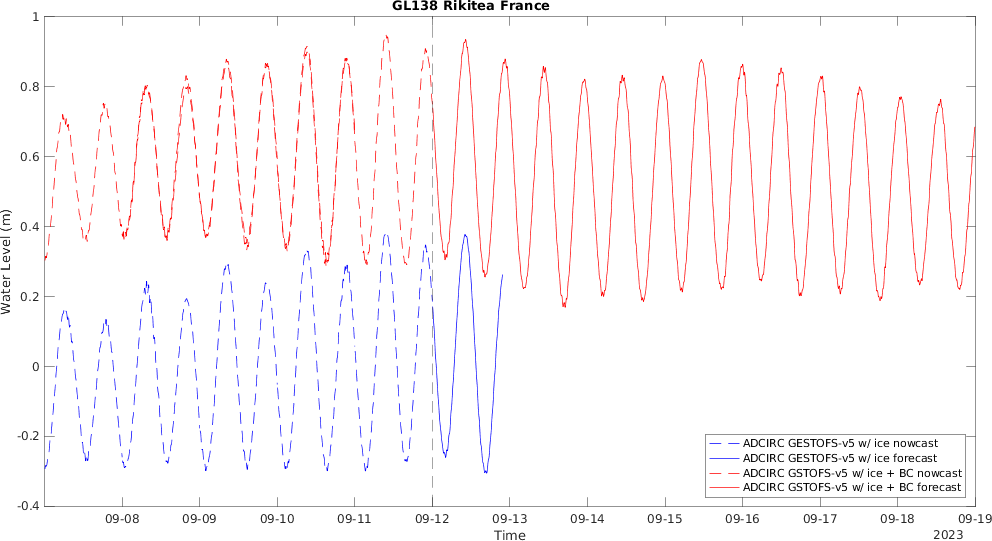 GL138 Rikitea France
Water Level (m)
1
0.8
0.6
0.4
0.2
0
-0.2
-0.4
ADCIRC GESTOFS-v5 w/ ice nowcast
ADCIRC GESTOFS-v5 w/ ice forecast
ADCIRC GSTOFS-v5 w/ ice + BC nowcast
ADCIRC GSTOFS-v5 w/ ice + BC forecast
09-08 09-09 09-10 09-11 09-12 09-13 09-14 09-15 09-16 09-17 09-18 09-19
Time
2023